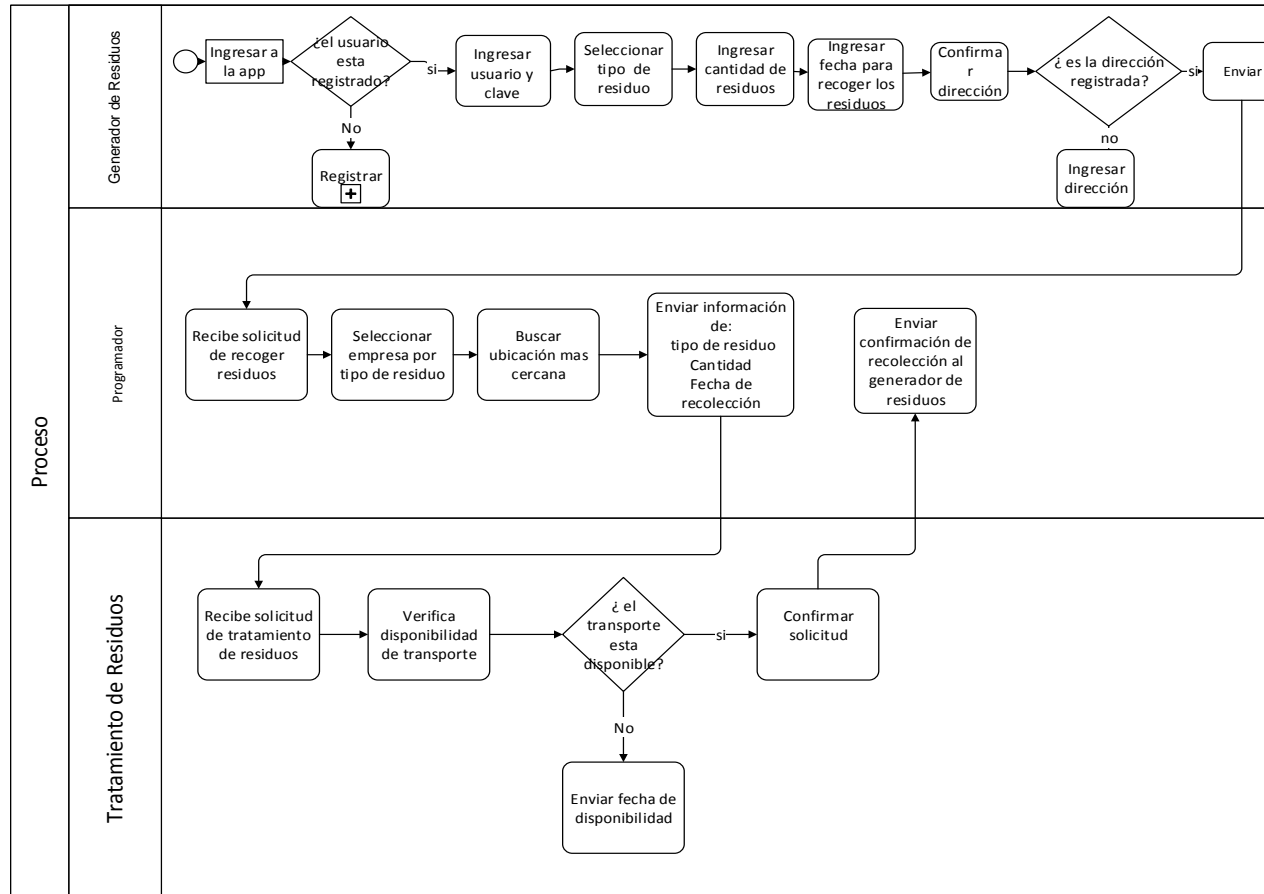 Proceso
Generador de Residuos
Ingresar a
la app
¿el usuario
esta
registrado?
si
No
Registrar
Ingresar
usuario y
clave
Seleccionar
tipo de
residuo
Ingresar
cantidad de
residuos
Ingresar
fecha para
recoger los
residuos
Confirma
r
dirección
¿ es la dirección
registrada?
si
no
Ingresar
dirección
Enviar
Programador
Recibe solicitud
de recoger
residuos
Seleccionar
empresa por
tipo de residuo
Buscar
ubicación mas
cercana
Enviar información
de:
tipo de residuo
Cantidad
Fecha de
recolección
Enviar
confirmación de
recolección al
generador de
residuos
Tratamiento de Residuos
Recibe solicitud
de tratamiento
de residuos
Verifica
disponibilidad
de transporte
¿ el
transporte
esta
disponible?
si
No
Confirmar
solicitud
Enviar fecha de
disponibilidad